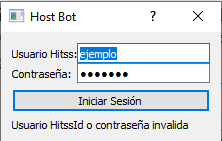 Host Bot ? ×
Usuario Hitss: ejemplo
Contraseña: •••••••
Iniciar Sesión
Usuario HitssId o contraseña invalida